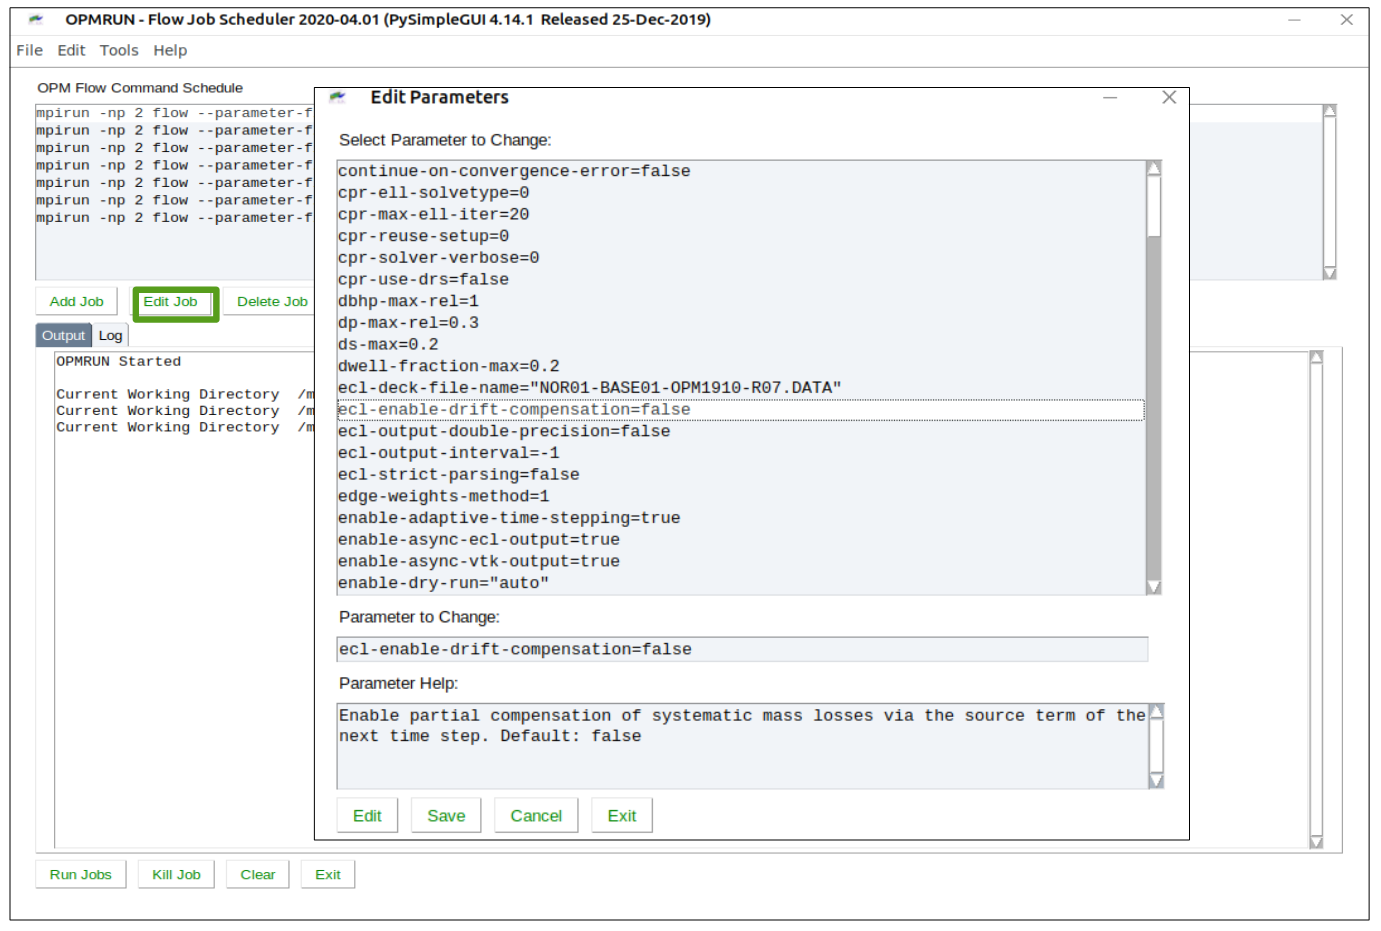 OPMRUN - Flow Job Scheduler 2020-04.01 (PySimpleGUI 4.14.1 Released 25-Dec-2019)
File Edit Tools Help
OPM Flow Command Schedule
mpirun -np 2 flow --parameter-f
mpirun -np 2 flow --parameter-f
mpirun -np 2 flow --parameter-f
mpirun -np 2 flow --parameter-f
mpirun -np 2 flow --parameter-f
mpirun -np 2 flow --parameter-f
mpirun -np 2 flow --parameter-f
Add Job Edit Job Delete Job
Output Log
OPMRUN Started
Current Working Directory /m
Current Working Directory /m
Current Working Directory /m
Edit Parameters
Select Parameter to Change:
continue-on-convergence-error=false
cpr-ell-solvetype=0
cpr-max-ell-iter=20
cpr-reuse-setup=0
cpr-solver-verbose=0
cpr-use-drs=false
dbhp-max-rel=1
dp-max-rel=0.3
ds-max=0.2
dwell-fraction-max=0.2
ecl-deck-file-name="NOR01-BASE01-OPM1910-R07.DATA"
ecl-enable-drift-compensation=false
ecl-output-double-precision=false
ecl-output-interval=-1
ecl-strict-parsing=false
edge-weights-method=1
enable-adaptive-time-stepping=true
enable-async-ecl-output=true
enable-async-vtk-output=true
enable-dry-run="auto"
Parameter to Change:
ecl-enable-drift-compensation=false
Parameter Help:
Enable partial compensation of systematic mass losses via the source term of the
next time step. Default: false
Edit Save Cancel Exit
Run Jobs Kill Job Clear Exit